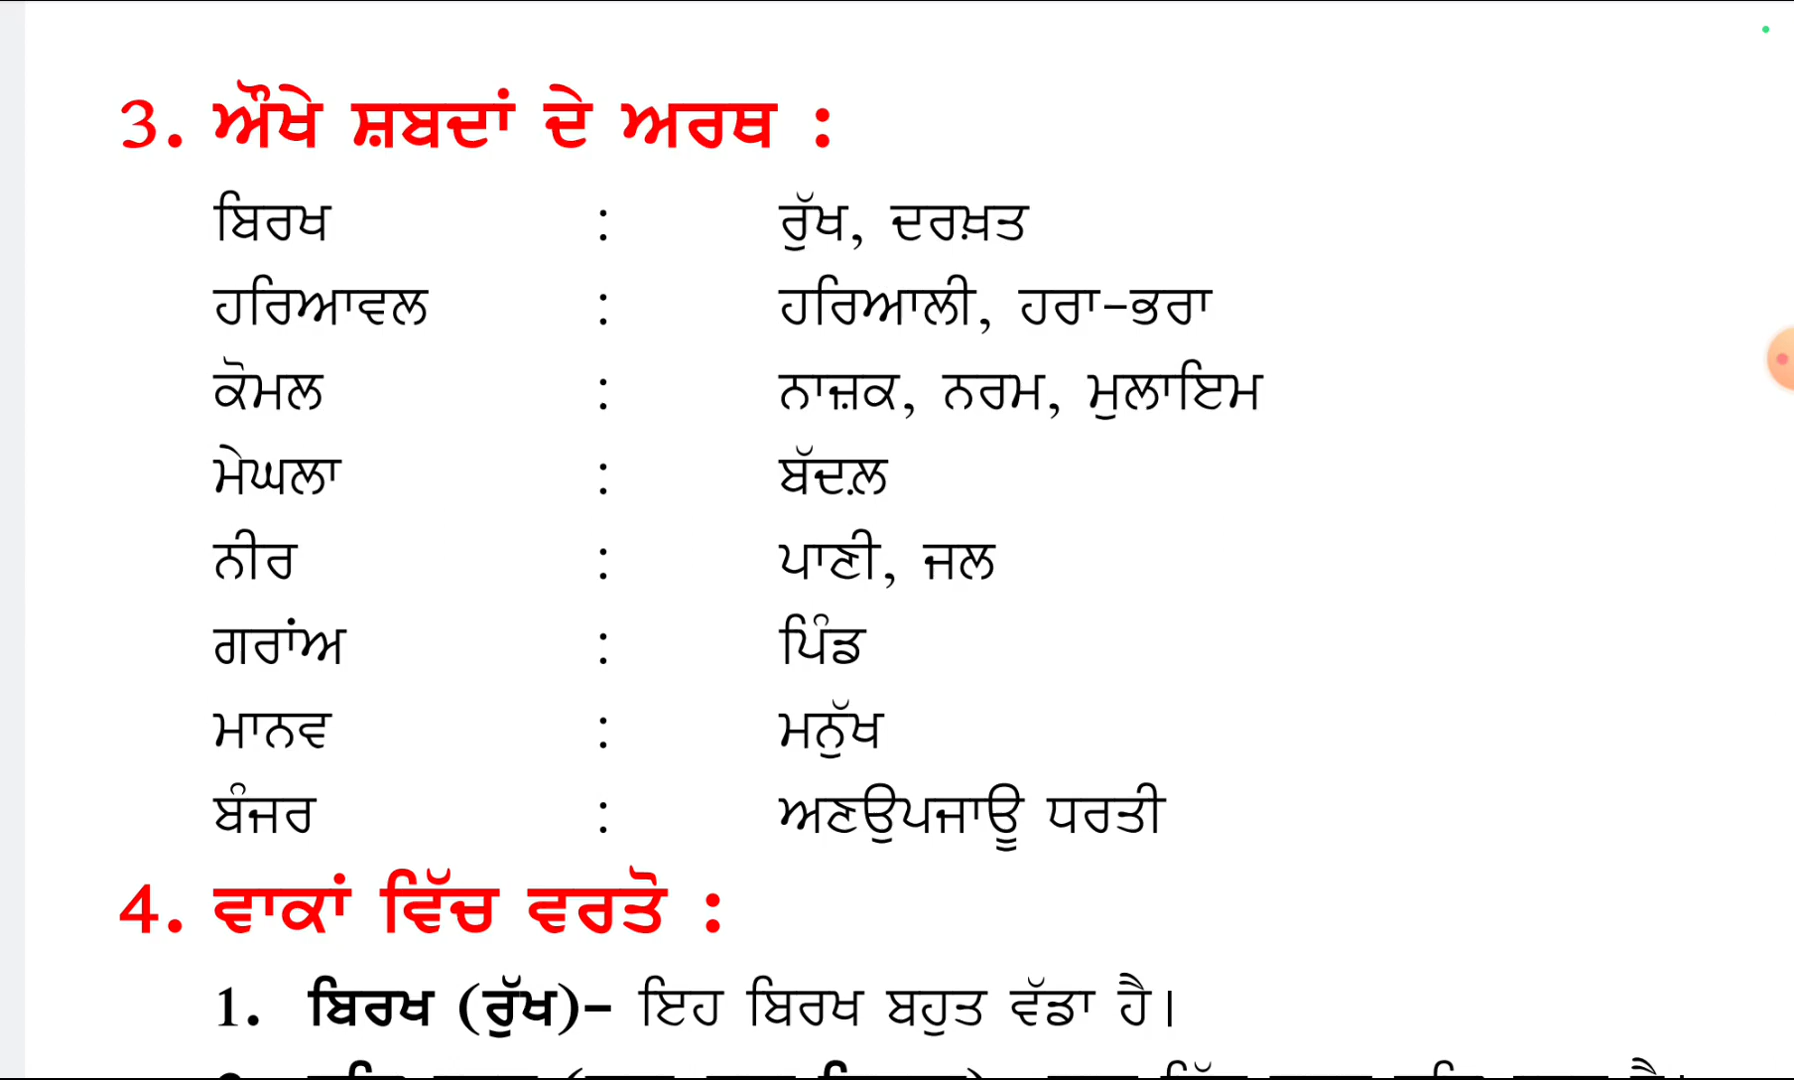 3. ਔਖੇ ਸ਼ਬਦਾਂ ਦੇ ਅਰਥ :
ਬਿਰਖ : ਰੁੱਖ, ਦਰਖ਼ਤ
ਹਰਿਆਵਲ : ਹਰਿਆਲੀ, ਹਰਾ-ਭਰਾ
ਕੋਮਲ : ਨਾਜ਼ਕ, ਨਰਮ, ਮੁਲਾਇਮ
ਮੇਘਲਾ : ਬੱਦਲ਼
ਨੀਰ : ਪਾਣੀ, ਜਲ
ਗਰਾਂਅ : ਪਿੰਡ
ਮਾਨਵ : ਮਨੁੱਖ
ਬੰਜਰ : ਅਣਉਪਜਾਊ ਧਰਤੀ
4. ਵਾਕਾਂ ਵਿੱਚ ਵਰਤੋ :
1. ਬਿਰਖ (ਰੁੱਖ)- ਇਹ ਬਿਰਖ ਬਹੁਤ ਵੱਡਾ ਹੈ।